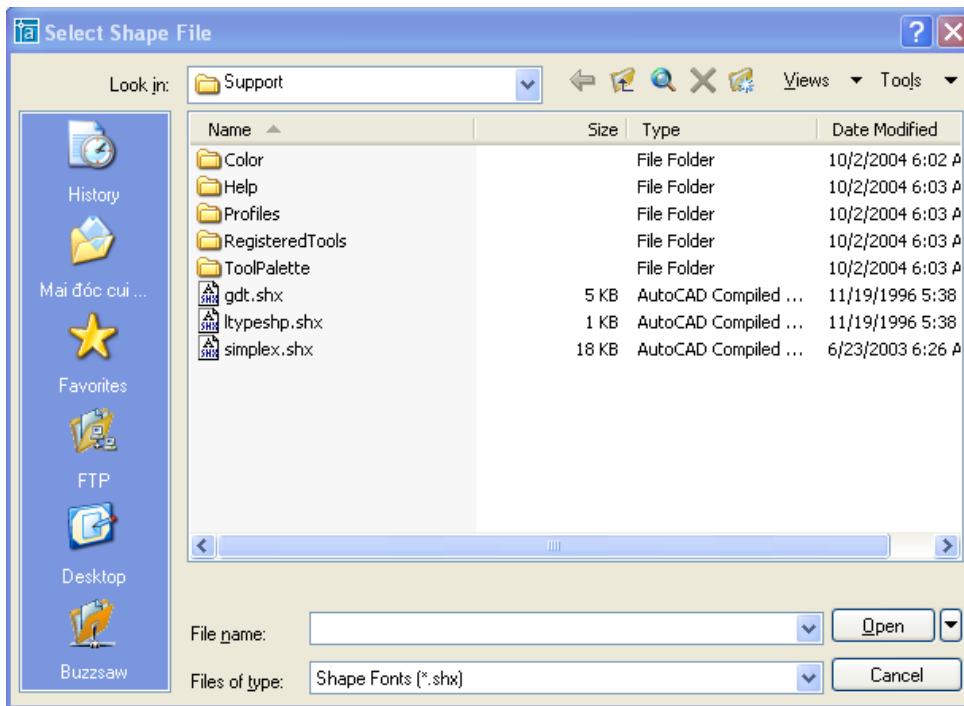 Select Shape File
Look in: Support Views Tools
Name Size Type Date Modified
Color File Folder 10/2/2004 6:02 A
Help File Folder 10/2/2004 6:03 A
Profiles File Folder 10/2/2004 6:03 A
RegisteredTools File Folder 10/2/2004 6:03 A
ToolPalette File Folder 10/2/2004 6:03 A
gdt.shx 5 KB AutoCAD Compiled ... 11/19/1996 5:38
ltypeshp.shx 1 KB AutoCAD Compiled ... 11/19/1996 5:38
simplex.shx 18 KB AutoCAD Compiled ... 6/23/2003 6:26 A
History
Mai đóc cui ...
Favorites
FTP
Desktop
Buzzsaw
File name: Open
Files of type: Shape Fonts (*.shx) Cancel